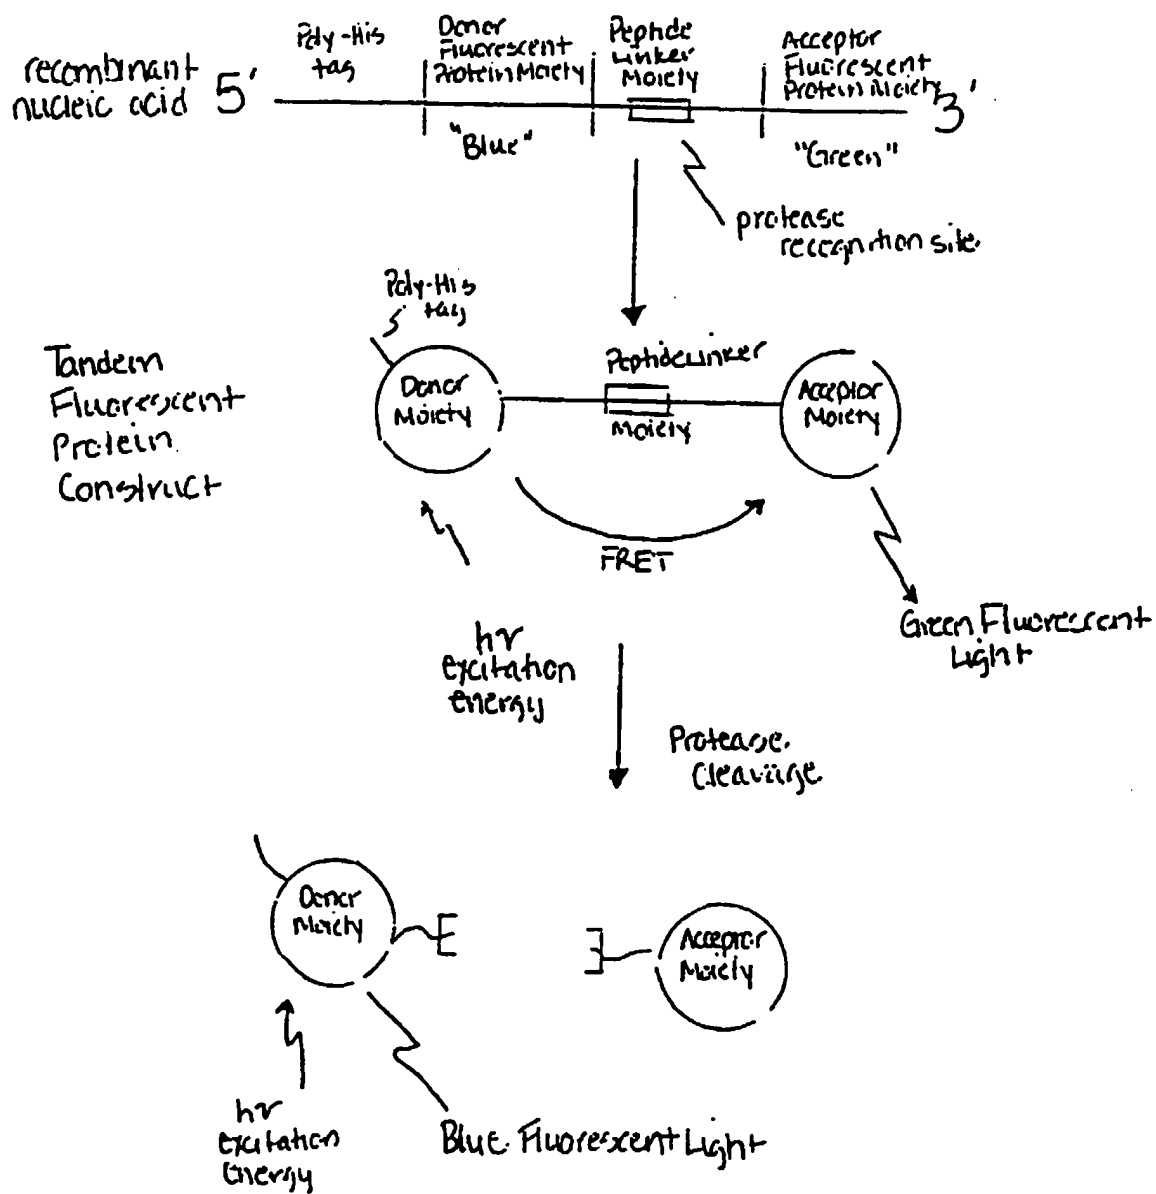 recombinant
nucleic acid
5'
Poly-His
tag
Donor
Fluorescent
Protein Moiety
Peptide
Linker
Moiety
Acceptor
Fluorescent
Protein Moiety
3'
"Blue"
"Green"
protease
recognition site.
Poly-His
tag
Tandem
Fluorescent
Protein
Construct
Donor
Moiety
Peptide Linker
Moiety
Acceptor
Moiety
FRET
hν
excitation
energy
Green Fluorescent
Light
Protease
Cleavage
Donor
Moiety
Acceptor
Moiety
hν
excitation
Energy
Blue Fluorescent Light